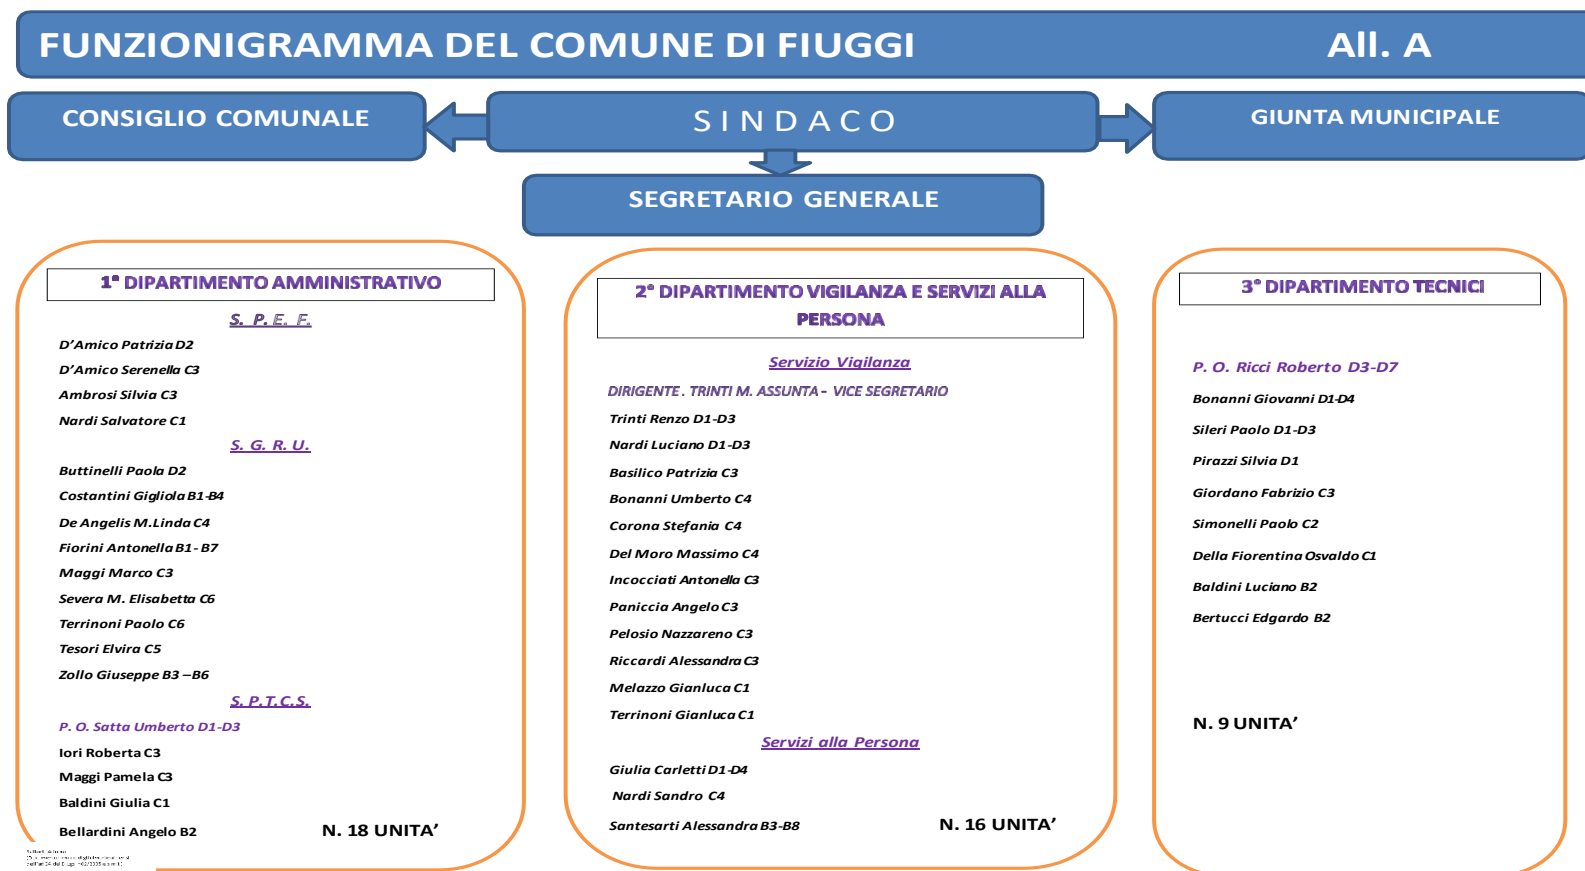 FUNZIONIGRAMMA DEL COMUNE DI FIUGGI All. A
CONSIGLIO COMUNALE
S I N D A C O
GIUNTA MUNICIPALE
SEGRETARIO GENERALE
1° DIPARTIMENTO AMMINISTRATIVO
S. P. E. F.
D'Amico Patrizia D2
D'Amico Serenella C3
Ambrosi Silvia C3
Nardi Salvatore C1
S. G. R. U.
Buttinelli Paola D2
Costantini Gigliola B1-B4
De Angelis M.Linda C4
Fiorini Antonella B1- B7
Maggi Marco C3
Severa M. Elisabetta C6
Terrinoni Paolo C6
Tesori Elvira C5
Zollo Giuseppe B3 –B6
S. P.T.C.S.
P. O. Satta Umberto D1-D3
Iori Roberta C3
Maggi Pamela C3
Baldini Giulia C1
Bellardini Angelo B2
N. 18 UNITA'
2° DIPARTIMENTO VIGILANZA E SERVIZI ALLA
PERSONA
Servizio Vigilanza
DIRIGENTE . TRINTI M. ASSUNTA – VICE SEGRETARIO
Trinti Renzo D1-D3
Nardi Luciano D1-D3
Basilico Patrizia C3
Bonanni Umberto C4
Corona Stefania C4
Del Moro Massimo C4
Incocciati Antonella C3
Paniccia Angelo C3
Pelosio Nazzareno C3
Riccardi Alessandra C3
Melazzo Gianluca C1
Terrinoni Gianluca C1
Servizi alla Persona
Giulia Carletti D1-D4
Nardi Sandro C4
Santesarti Alessandra B3-B8
N. 16 UNITA'
3° DIPARTIMENTO TECNICI
P. O. Ricci Roberto D3-D7
Bonanni Giovanni D1-D4
Sileri Paolo D1-D3
Pirazzi Silvia D1
Giordano Fabrizio C3
Simonelli Paolo C2
Della Fiorentina Osvaldo C1
Baldini Luciano B2
Bertucci Edgardo B2
N. 9 UNITA'